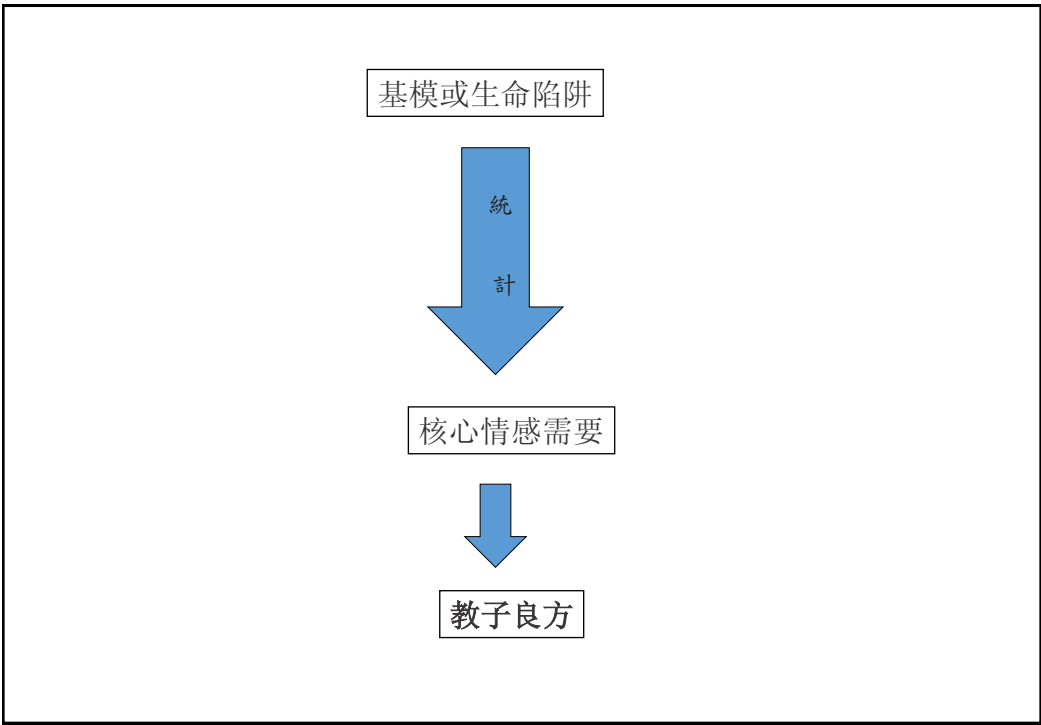 基模或生命陷阱
統
計
核心情感需要
教子良方